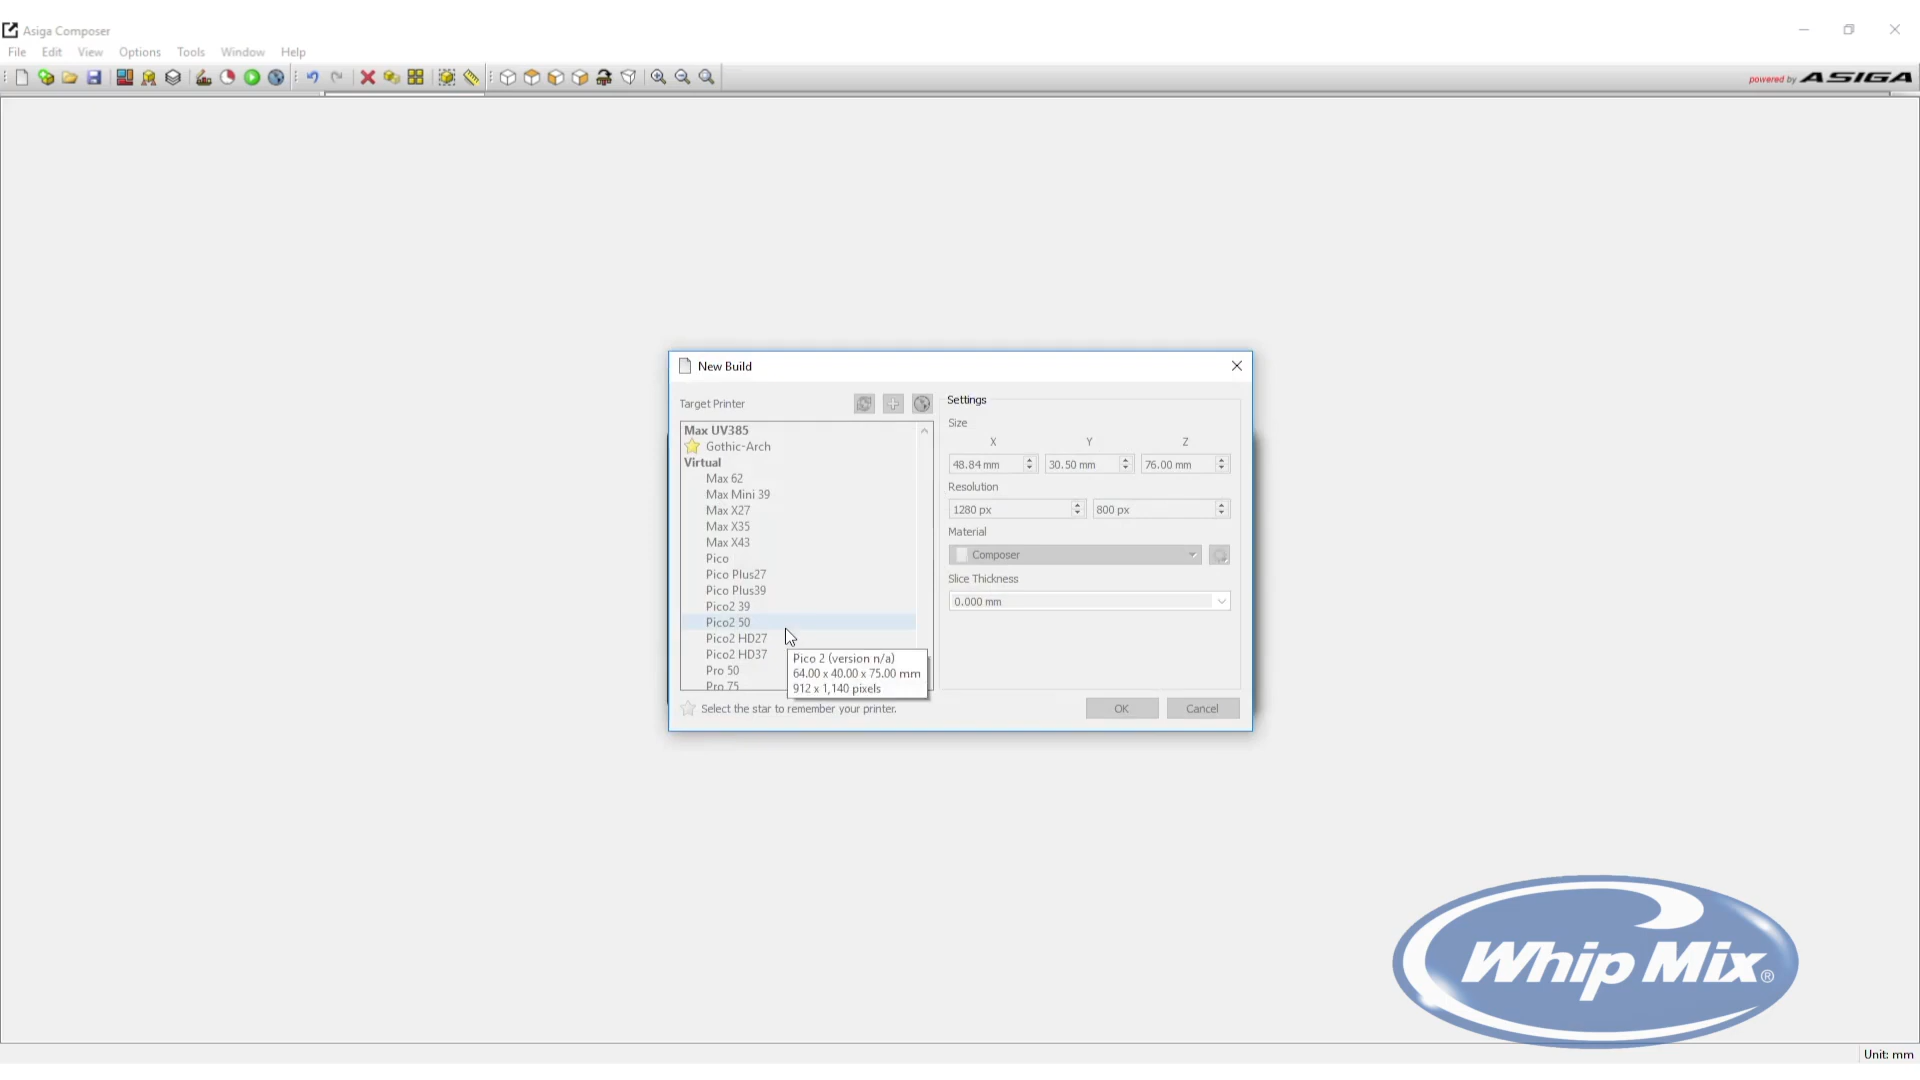 Asiga Composer
File Edit View Options Tools Window Help
powered by ASIGA
New Build
Target Printer
Max UV385
Gothic-Arch
Virtual
Max 62
Max Mini 39
Max X27
Max X35
Max X43
Pico
Pico Plus27
Pico Plus39
Pico2 39
Pico2 50
Pico2 HD27
Pico2 HD37
Pro 50
Pro 75
Pico 2 (version n/a)
64.00 x 40.00 x 75.00 mm
912 x 1,140 pixels
Select the star to remember your printer.
Settings
Size
X Y Z
48.84 mm 30.50 mm 76.00 mm
Resolution
1280 px 800 px
Material
Composer
Slice Thickness
0.000 mm
OK Cancel
Whip Mix®
Unit: mm